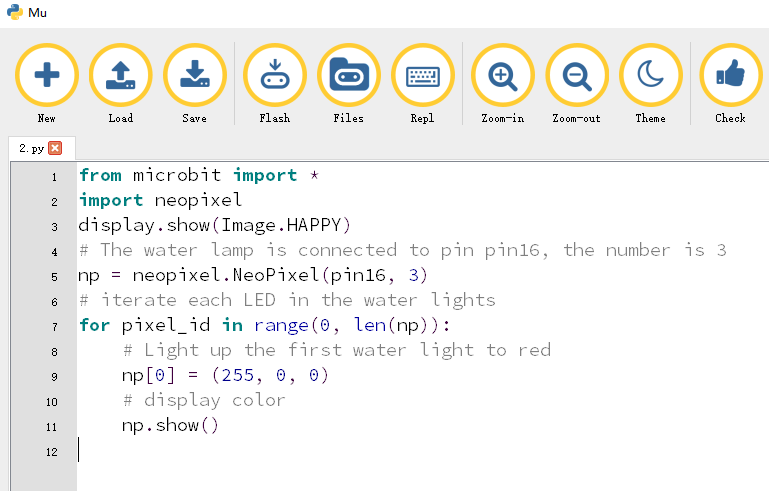 Mu
New Load Save Flash Files Repl Zoom-in Zoom-out Theme Check
2.py
1 from microbit import *
2 import neopixel
3 display.show(Image.HAPPY)
4 # The water lamp is connected to pin pin16, the number is 3
5 np = neopixel.NeoPixel(pin16, 3)
6 # iterate each LED in the water lights
7 for pixel_id in range(0, len(np)):
8     # Light up the first water light to red
9     np[0] = (255, 0, 0)
10     # display color
11     np.show()
12